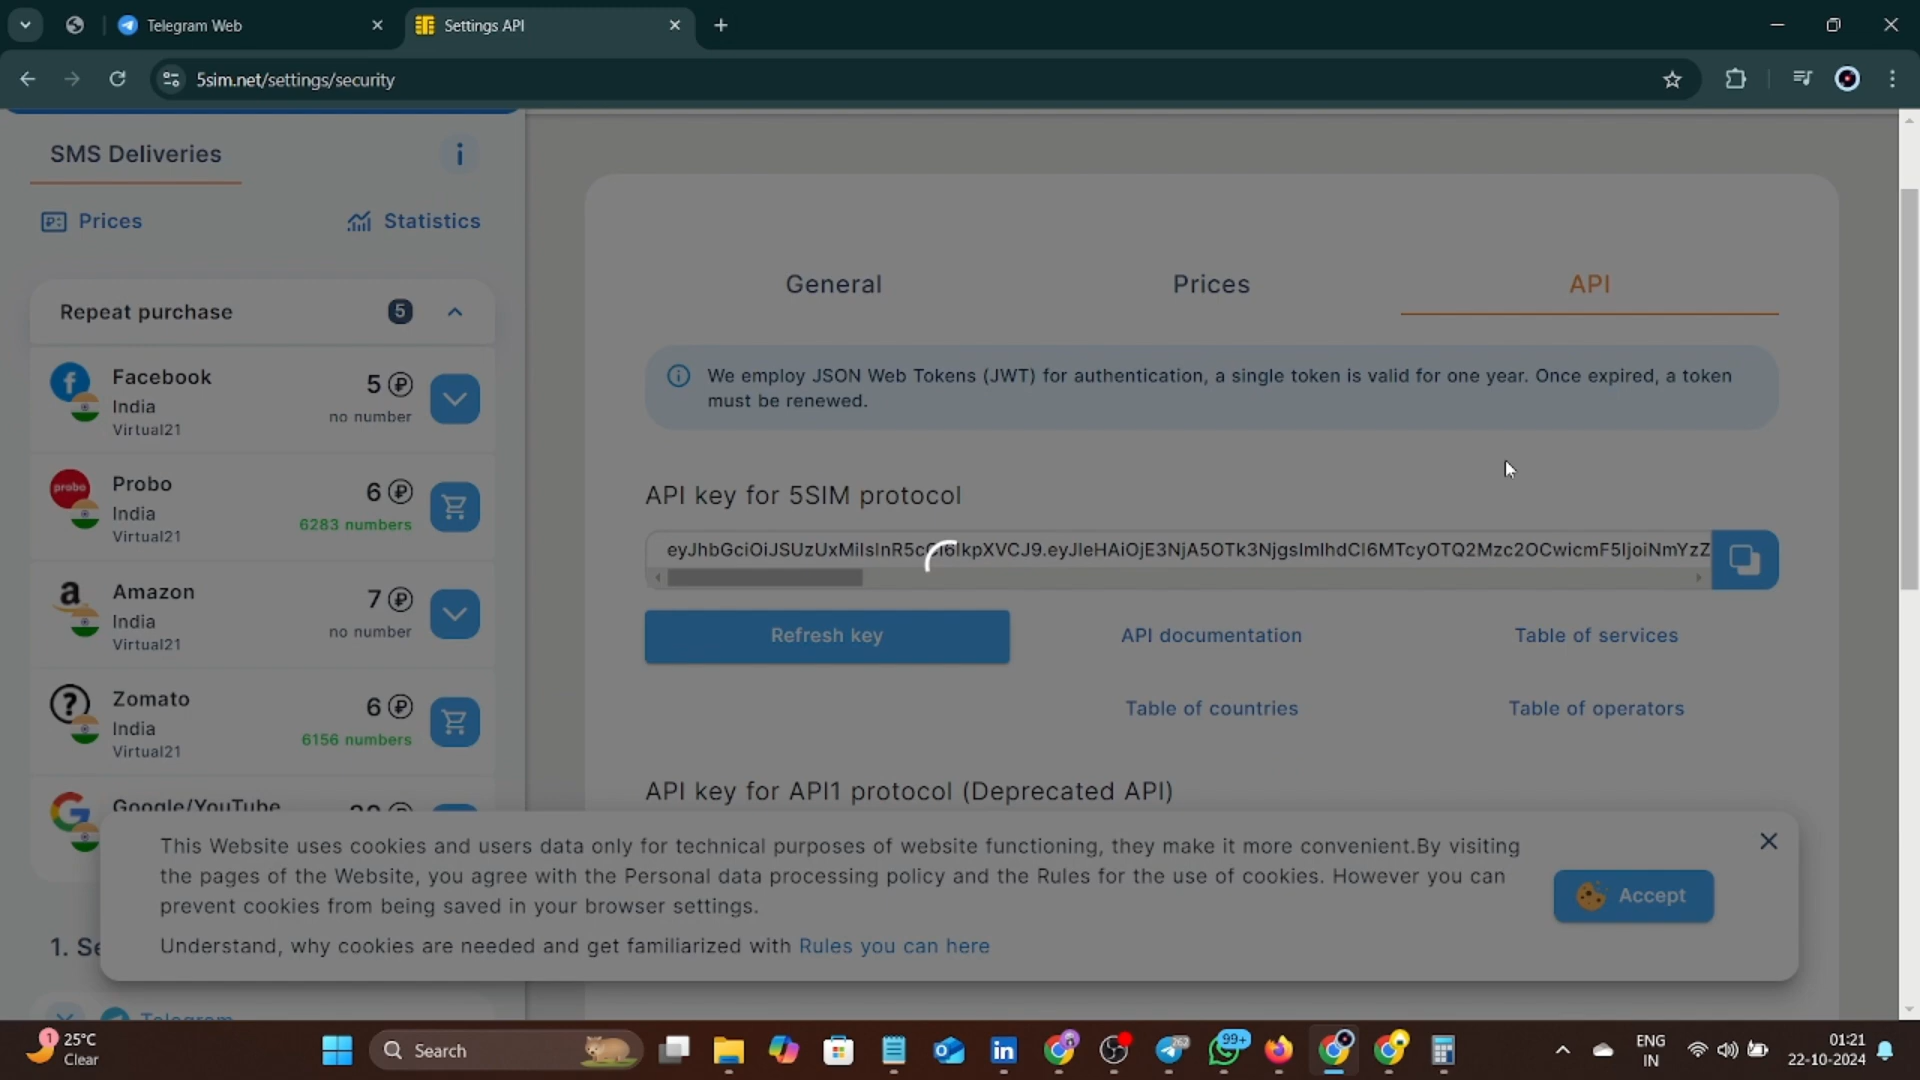 Telegram Web
Settings API
5sim.net/settings/security
SMS Deliveries
Prices
Statistics
Repeat purchase 5
Facebook
India
Virtual21
5 ₽
no number
Probo
India
Virtual21
6 ₽
6283 numbers
Amazon
India
Virtual21
7 ₽
no number
Zomato
India
Virtual21
6 ₽
6156 numbers
Google/YouTube
1. Se
Telegram
General
Prices
API
We employ JSON Web Tokens (JWT) for authentication, a single token is valid for one year. Once expired, a token
must be renewed.
API key for 5SIM protocol
Refresh key
API documentation
Table of services
Table of countries
Table of operators
API key for API1 protocol (Deprecated API)
This Website uses cookies and users data only for technical purposes of website functioning, they make it more convenient.By visiting
the pages of the Website, you agree with the Personal data processing policy and the Rules for the use of cookies. However you can
prevent cookies from being saved in your browser settings.
Understand, why cookies are needed and get familiarized with Rules you can here
Accept
1
25°C
Clear
Search
262
99+
ENG
IN
01:21
22-10-2024